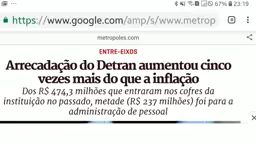 67% 23:19
https://www.google.com/amp/s/www.metrop
metropoles.com
ENTRE-EIXOS
Arrecadação do Detran aumentou cinco
vezes mais do que a inflação
Dos R$ 474,3 milhões que entraram nos cofres da
instituição no passado, metade (R$ 237 milhões) foi para a
administração de pessoal